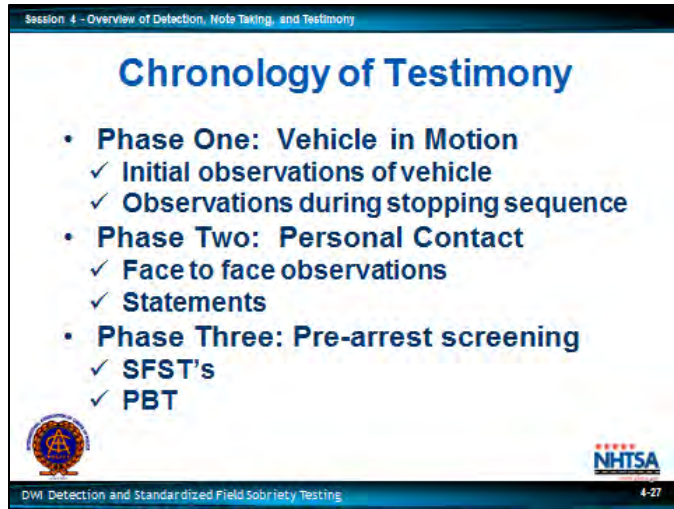 Session 4 - Overview of Detection, Note Taking, and Testimony
Chronology of Testimony
• Phase One: Vehicle in Motion
✓ Initial observations of vehicle
✓ Observations during stopping sequence
• Phase Two: Personal Contact
✓ Face to face observations
✓ Statements
• Phase Three: Pre-arrest screening
✓ SFST's
✓ PBT
NHTSA
DWI Detection and Standardized Field Sobriety Testing
4-27